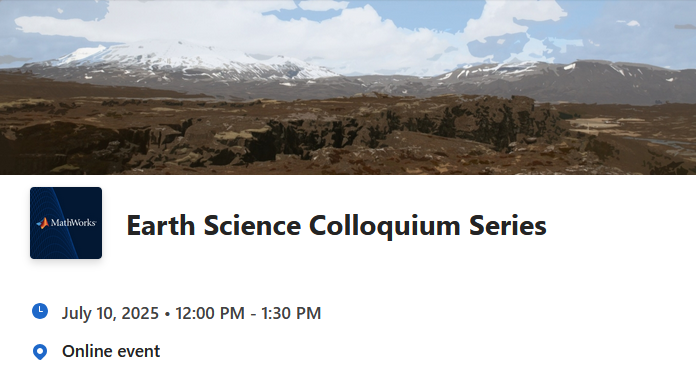 MathWorks
Earth Science Colloquium Series
July 10, 2025 • 12:00 PM - 1:30 PM
Online event